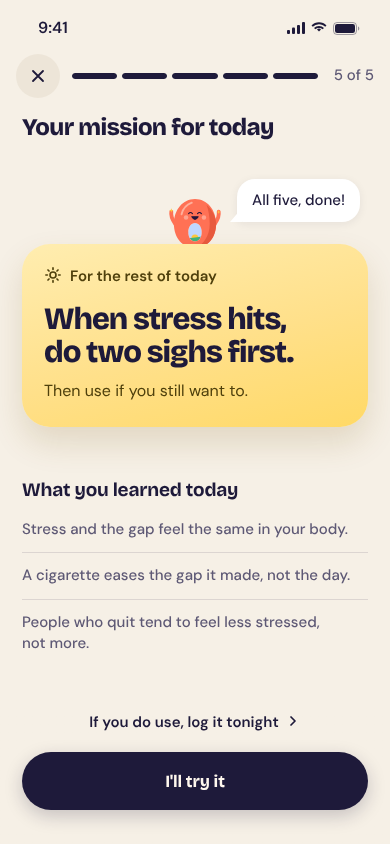 9:41
5 of 5
Your mission for today
All five, done!
For the rest of today
When stress hits,
do two sighs first.
Then use if you still want to.
What you learned today
Stress and the gap feel the same in your body.
A cigarette eases the gap it made, not the day.
People who quit tend to feel less stressed,
not more.
If you do use, log it tonight
I'll try it